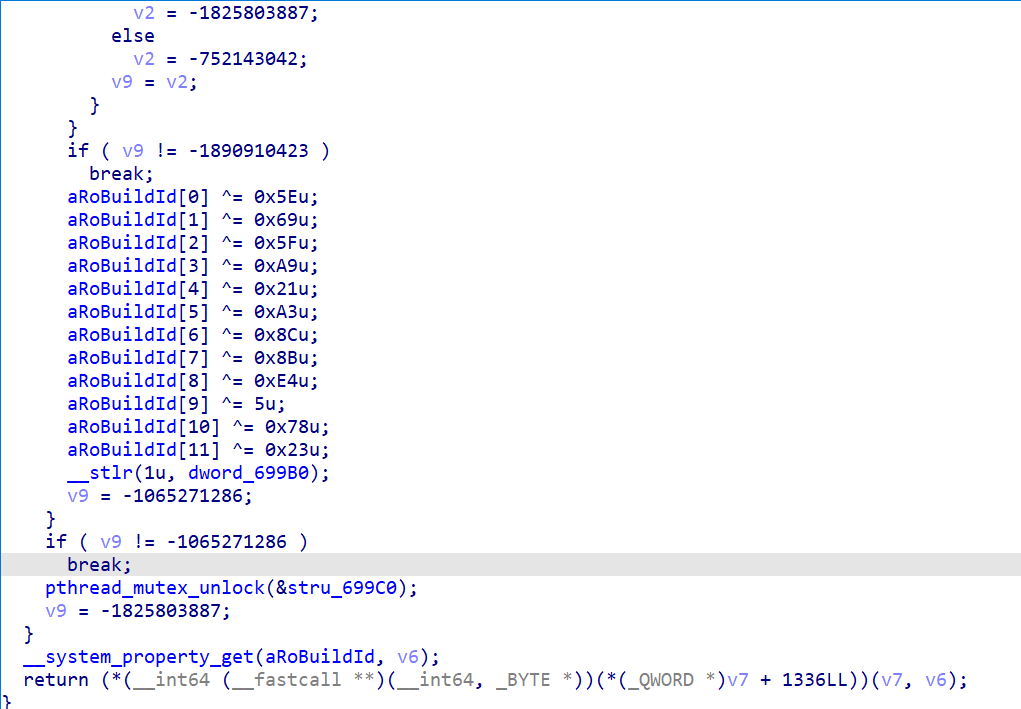 v2 = -1825803887;
else
v2 = -752143042;
v9 = v2;
}
}
if ( v9 != -1890910423 )
break;
aRoBuildId[0] ^= 0x5Eu;
aRoBuildId[1] ^= 0x69u;
aRoBuildId[2] ^= 0x5Fu;
aRoBuildId[3] ^= 0xA9u;
aRoBuildId[4] ^= 0x21u;
aRoBuildId[5] ^= 0xA3u;
aRoBuildId[6] ^= 0x8Cu;
aRoBuildId[7] ^= 0x8Bu;
aRoBuildId[8] ^= 0xE4u;
aRoBuildId[9] ^= 5u;
aRoBuildId[10] ^= 0x78u;
aRoBuildId[11] ^= 0x23u;
__stlr(1u, dword_699B0);
v9 = -1065271286;
}
if ( v9 != -1065271286 )
break;
pthread_mutex_unlock(&stru_699C0);
v9 = -1825803887;
}
__system_property_get(aRoBuildId, v6);
return (*(__int64 (__fastcall **)(__int64, _BYTE *))(*(_QWORD *)v7 + 1336LL))(v7, v6);
}